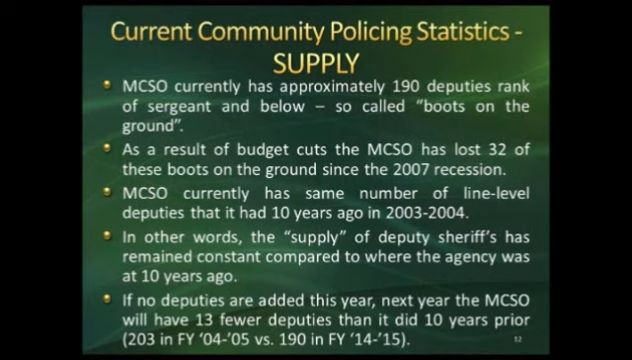 Current Community Policing Statistics -
SUPPLY
MCSO currently has approximately 190 deputies rank
of sergeant and below – so called "boots on the
ground".
As a result of budget cuts the MCSO has lost 32 of
these boots on the ground since the 2007 recession.
MCSO currently has same number of line-level
deputies that it had 10 years ago in 2003-2004.
In other words, the "supply" of deputy sheriff's has
remained constant compared to where the agency was
at 10 years ago.
If no deputies are added this year, next year the MCSO
will have 13 fewer deputies than it did 10 years prior
(203 in FY '04-'05 vs. 190 in FY '14-'15).
12